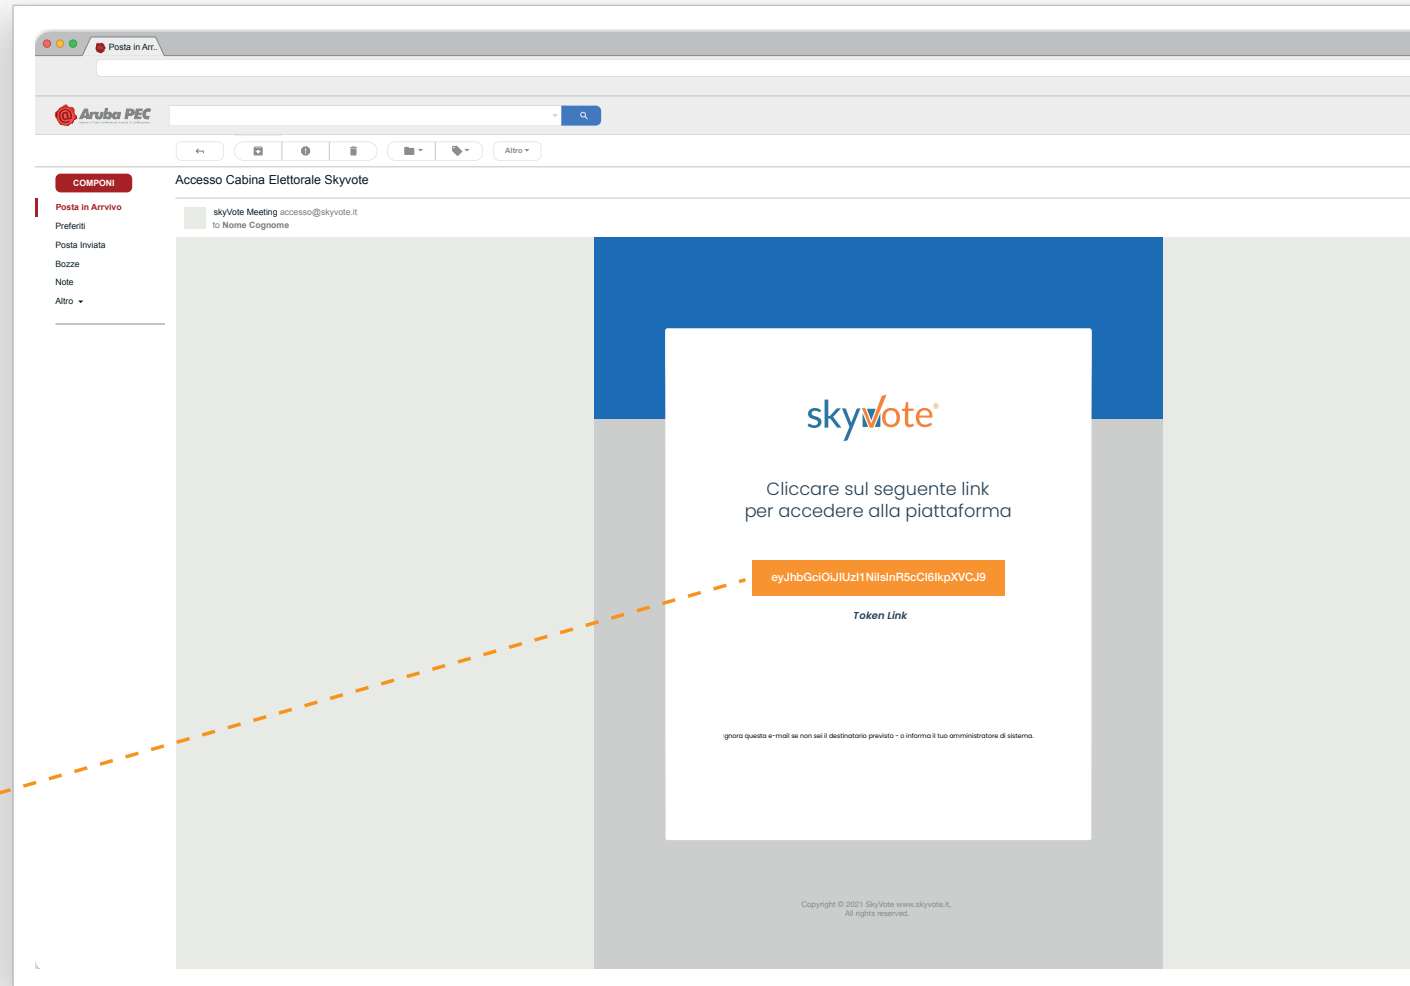 Posta in Arr..
Aruba PEC
Altro
COMPONI
Accesso Cabina Elettorale Skyvote
Posta in Arrvivo
skyVote Meeting accesso@skyvote.it
to Nome Cognome
Preferiti
Posta Inviata
Bozze
Note
Altro
skyvote®
Cliccare sul seguente link
per accedere alla piattaforma
eyJhbGciOiJIUzI1NiIsInR5cCI6IkpXVCJ9
Token Link
Ignora questa e-mail se non sei il destinatario previsto - o informa il tuo amministratore di sistema.
Copyright © 2021 SkyVote www.skyvote.it,
All rights reserved.